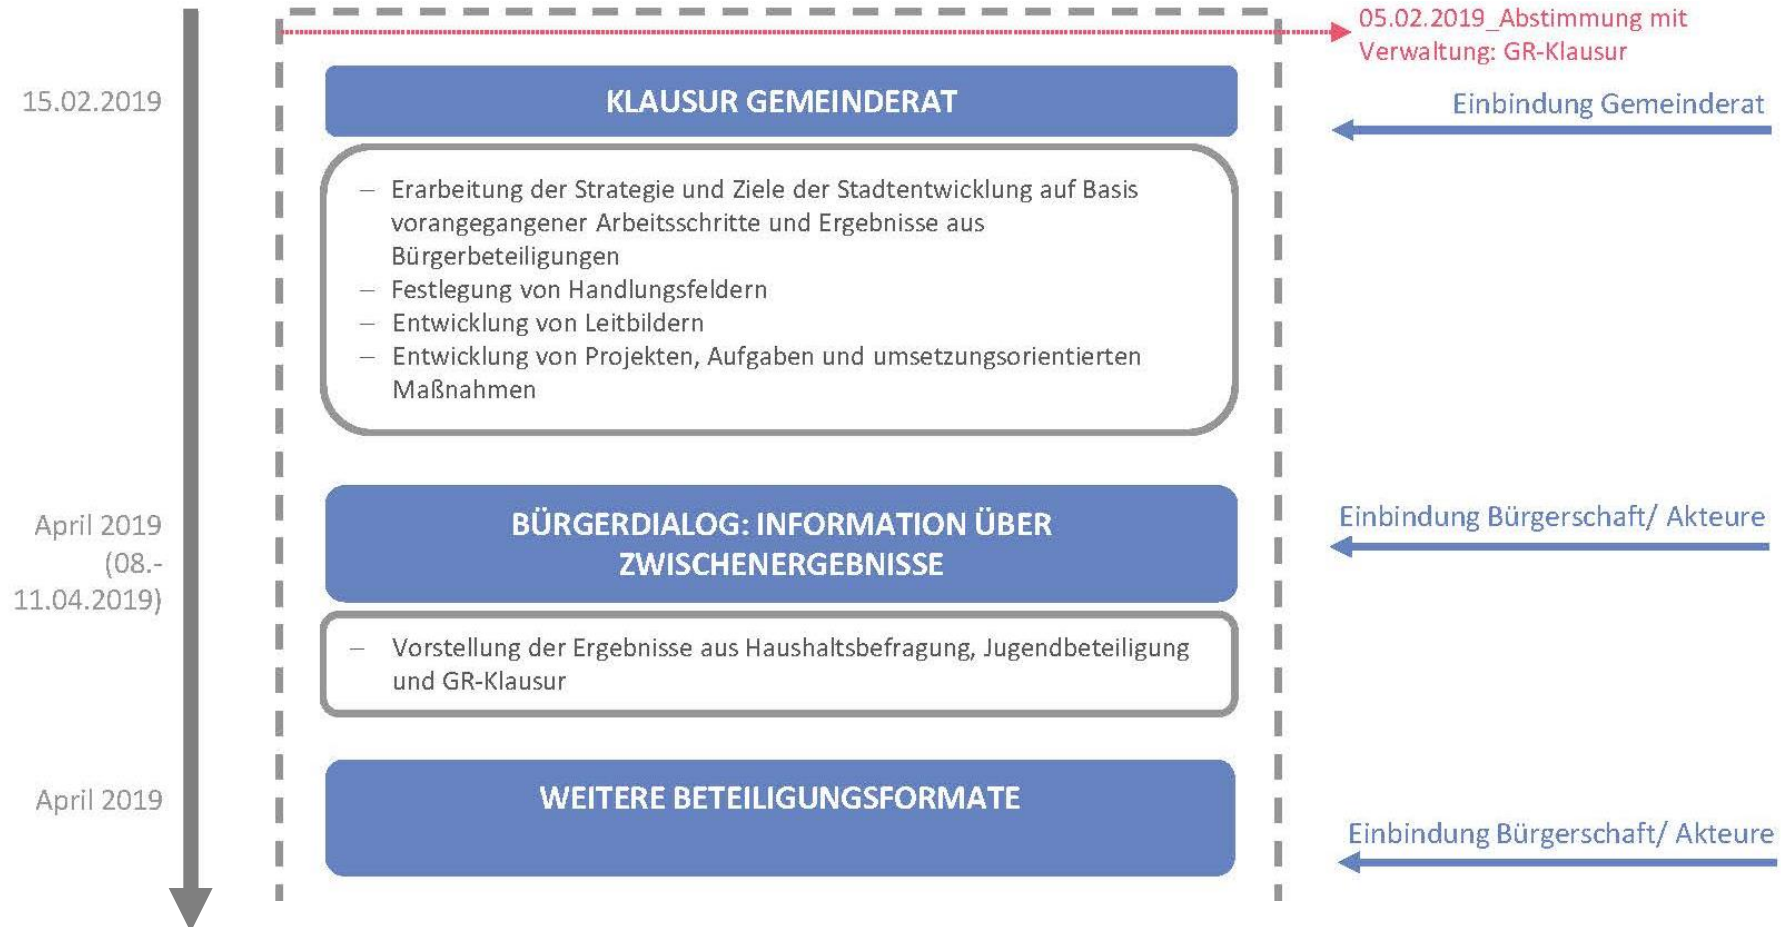 05.02.2019_Abstimmung mit
Verwaltung: GR-Klausur
15.02.2019
KLAUSUR GEMEINDERAT
Einbindung Gemeinderat
– Erarbeitung der Strategie und Ziele der Stadtentwicklung auf Basis
vorangegangener Arbeitsschritte und Ergebnisse aus
Bürgerbeteiligungen
– Festlegung von Handlungsfeldern
– Entwicklung von Leitbildern
– Entwicklung von Projekten, Aufgaben und umsetzungsorientierten
Maßnahmen
April 2019
(08.-
11.04.2019)
BÜRGERDIALOG: INFORMATION ÜBER
ZWISCHENERGEBNISSE
Einbindung Bürgerschaft/ Akteure
– Vorstellung der Ergebnisse aus Haushaltsbefragung, Jugendbeteiligung
und GR-Klausur
April 2019
WEITERE BETEILIGUNGSFORMATE
Einbindung Bürgerschaft/ Akteure